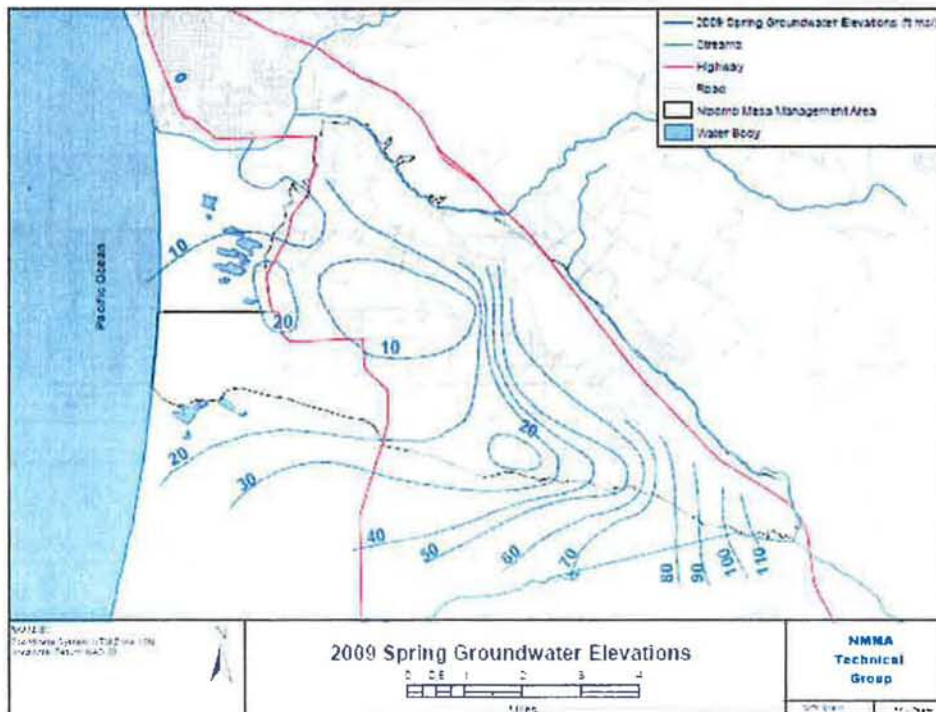 2009 Spring Groundwater Elevations (ft msl)
Streams
Highway
Road
Nipomo Mesa Management Area
Water Body
Pacific Ocean
10
20
10
20
20
30
40
50
60
70
80
90
100
110
2009 Spring Groundwater Elevations
0 0.5 1 2 3 4
Miles
NMMA
Technical
Group